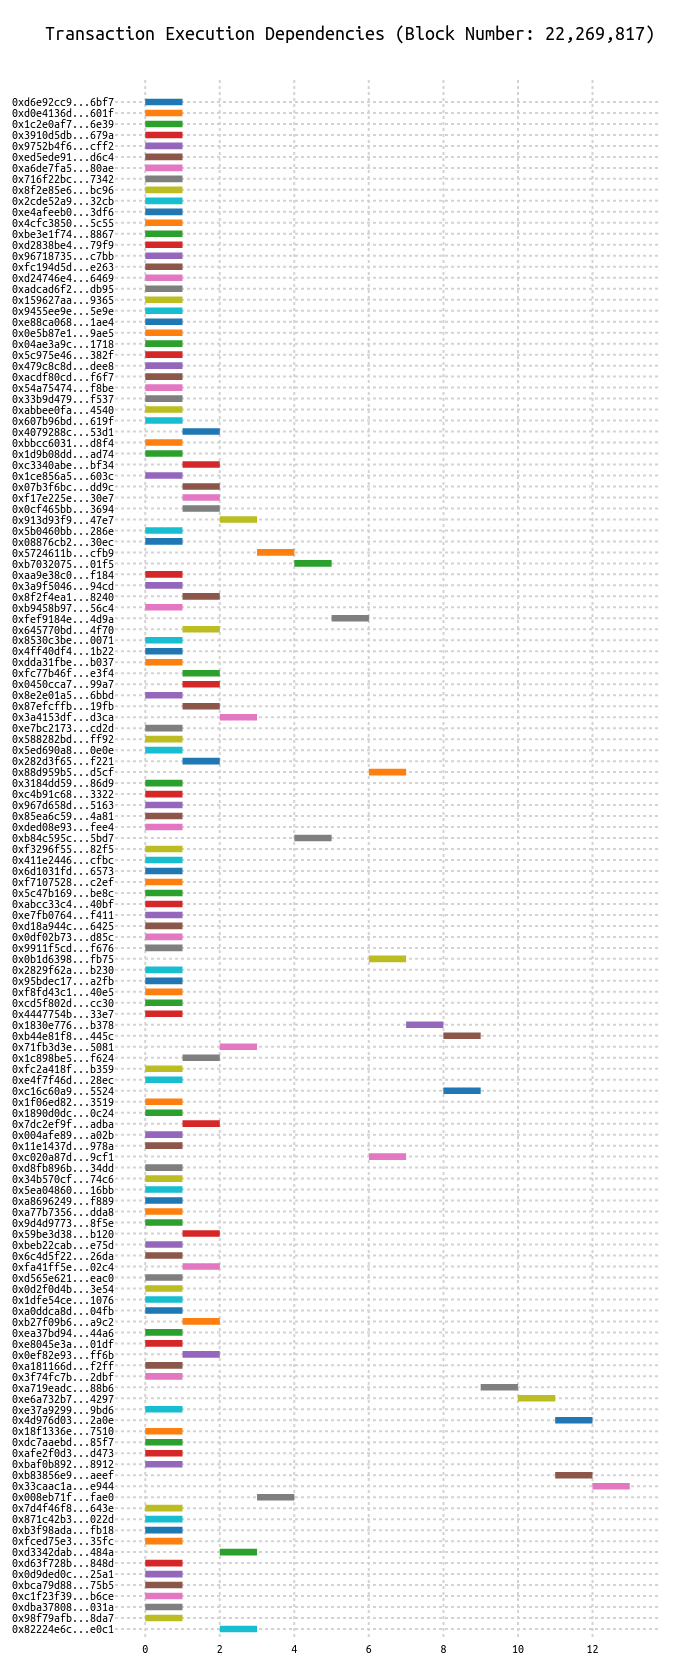 Transaction Execution Dependencies (Block Number: 22,269,817)
0xd6e92cc9...6bf7
0xd0e4136d...601f
0x1c2e0af7...6e39
0x3910d5db...679a
0x9752b4f6...cff2
0xed5ede91...d6c4
0xa6de7fa5...80ae
0x716f22bc...7342
0x8f2e85e6...bc96
0x2cde52a9...32cb
0xe4afeeb0...3df6
0x4cfc3850...5c55
0xbe3e1f74...8867
0xd2838be4...79f9
0x96718735...c7bb
0xfc194d5d...e263
0xd24746e4...6469
0xadcad6f2...db95
0x159627aa...9365
0x9455ee9e...5e9e
0xe88ca068...1ae4
0x0e5b87e1...9ae5
0x04ae3a9c...1718
0x5c975e46...382f
0x479c8c8d...dee8
0xacdf80cd...f6f7
0x54a75474...f8be
0x33b9d479...f537
0xabbee0fa...4540
0x607b96bd...619f
0x4079288c...53d1
0xbbcc6031...d8f4
0x1d9b08dd...ad74
0xc3340abe...bf34
0x1ce856a5...603c
0x07b3f6bc...dd9c
0xf17e225e...30e7
0x0cf465bb...3694
0x913d93f9...47e7
0x5b0460bb...286e
0x08876cb2...30ec
0x5724611b...cfb9
0xb7032075...01f5
0xaa9e38c0...f184
0x3a9f5046...94cd
0x8f2f4ea1...8240
0xb9458b97...56c4
0xfef9184e...4d9a
0x645770bd...4f70
0x8530c3be...0071
0x4ff40df4...1b22
0xdda31fbe...b037
0xfc77b46f...e3f4
0x0450cca7...99a7
0x8e2e01a5...6bbd
0x87efcffb...19fb
0x3a4153df...d3ca
0xe7bc2173...cd2d
0x588282bd...ff92
0x5ed690a8...0e0e
0x282d3f65...f221
0x88d959b5...d5cf
0x3184dd59...86d9
0xc4b91c68...3322
0x967d658d...5163
0x85ea6c59...4a81
0xded08e93...fee4
0xb84c595c...5bd7
0xf3296f55...82f5
0x411e2446...cfbc
0x6d1031fd...6573
0xf7107528...c2ef
0x5c47b169...be8c
0xabcc33c4...40bf
0xe7fb0764...f411
0xd18a944c...6425
0x0df02b73...d85c
0x9911f5cd...f676
0x0b1d6398...fb75
0x2829f62a...b230
0x95bdec17...a2fb
0xf8fd43c1...40e5
0xcd5f802d...cc30
0x4447754b...33e7
0x1830e776...b378
0xb44e81f8...445c
0x71fb3d3e...5081
0x1c898be5...f624
0xfc2a418f...b359
0xe4f7f46d...28ec
0xc16c60a9...5524
0x1f06ed82...3519
0x1890d0dc...0c24
0x7dc2ef9f...adba
0x004afe89...a02b
0x11e1437d...978a
0xc020a87d...9cf1
0xd8fb896b...34dd
0x34b570cf...74c6
0x5ea04860...16bb
0xa8696249...f889
0xa77b7356...dda8
0x9d4d9773...8f5e
0x59be3d38...b120
0xbeb22cab...e75d
0x6c4d5f22...26da
0xfa41ff5e...02c4
0xd565e621...eac0
0x0d2f0d4b...3e54
0x1dfe54ce...1076
0xa0ddca8d...04fb
0xb27f09b6...a9c2
0xea37bd94...44a6
0xe8045e3a...01df
0x0ef82e93...ff6b
0xa181166d...f2ff
0x3f74fc7b...2dbf
0xa719eadc...88b6
0xe6a732b7...4297
0xe37a9299...9bd6
0x4d976d03...2a0e
0x18f1336e...7510
0xdc7aaebd...85f7
0xafe2f0d3...d473
0xbaf0b892...8912
0xb83856e9...aeef
0x33caac1a...e944
0x008eb71f...fae0
0x7d4f46f8...643e
0x871c42b3...022d
0xb3f98ada...fb18
0xfced75e3...35fc
0xd3342dab...484a
0xd63f728b...848d
0x0d9ded0c...25a1
0xbca79d88...75b5
0xc1f23f39...b6ce
0xdba37808...031a
0x98f79afb...8da7
0x82224e6c...e0c1
0 2 4 6 8 10 12